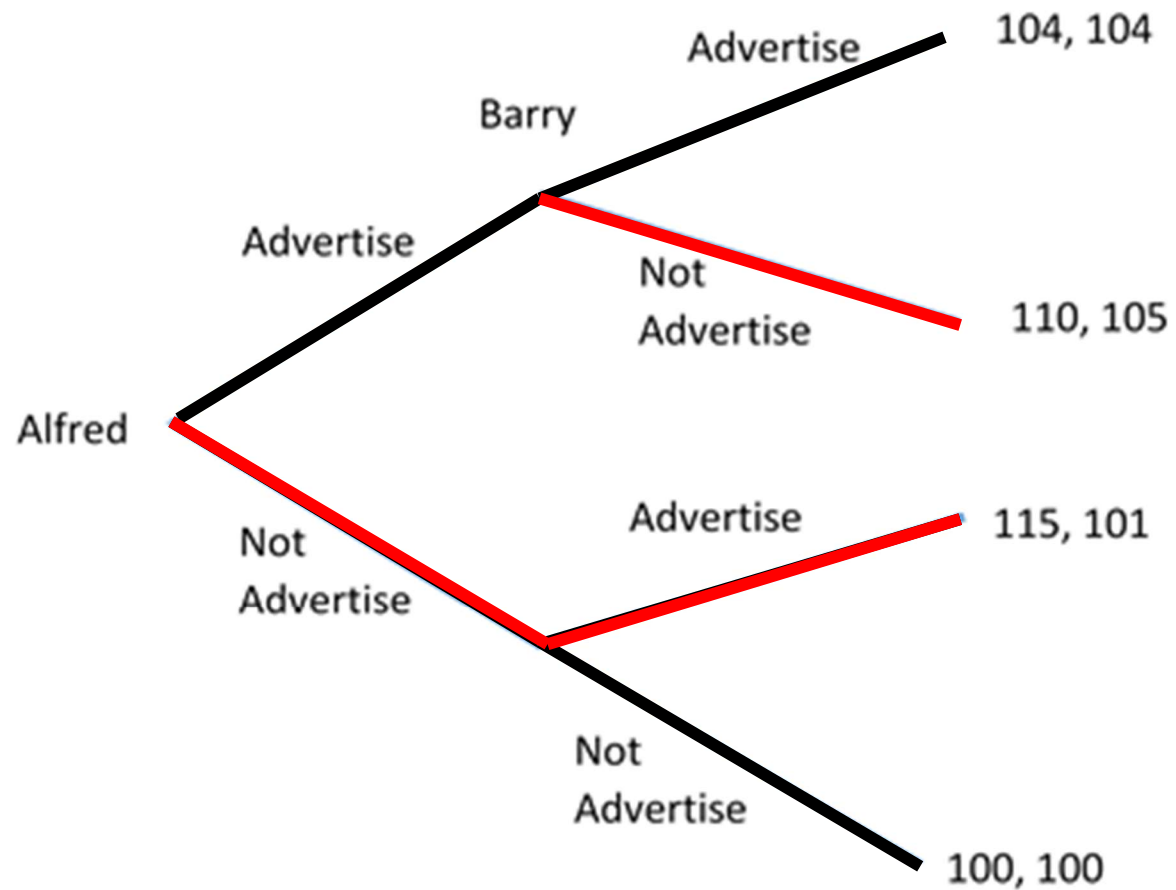 Advertise
104, 104
Barry
Advertise
Not
Advertise
110, 105
Alfred
Advertise
115, 101
Not
Advertise
Not
Advertise
100, 100